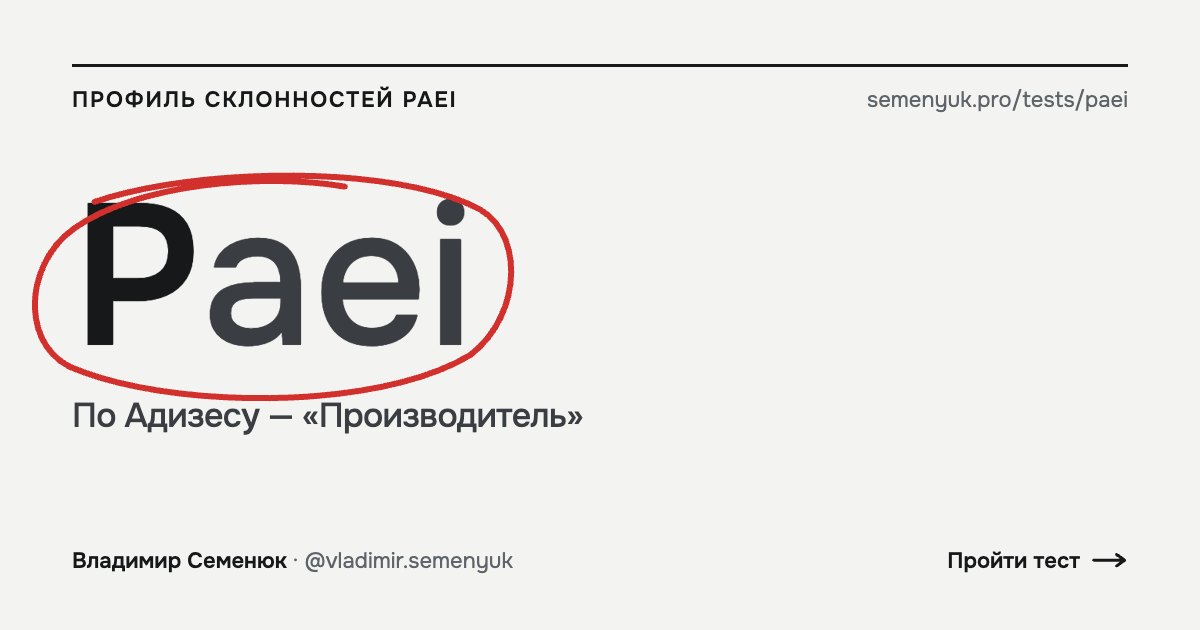 ПРОФИЛЬ СКЛОННОСТЕЙ PAEI
semenyuk.pro/tests/paei
Paei
По Адизесу — «Производитель»
Владимир Семенюк · @vladimir.semenyuk
Пройти тест →